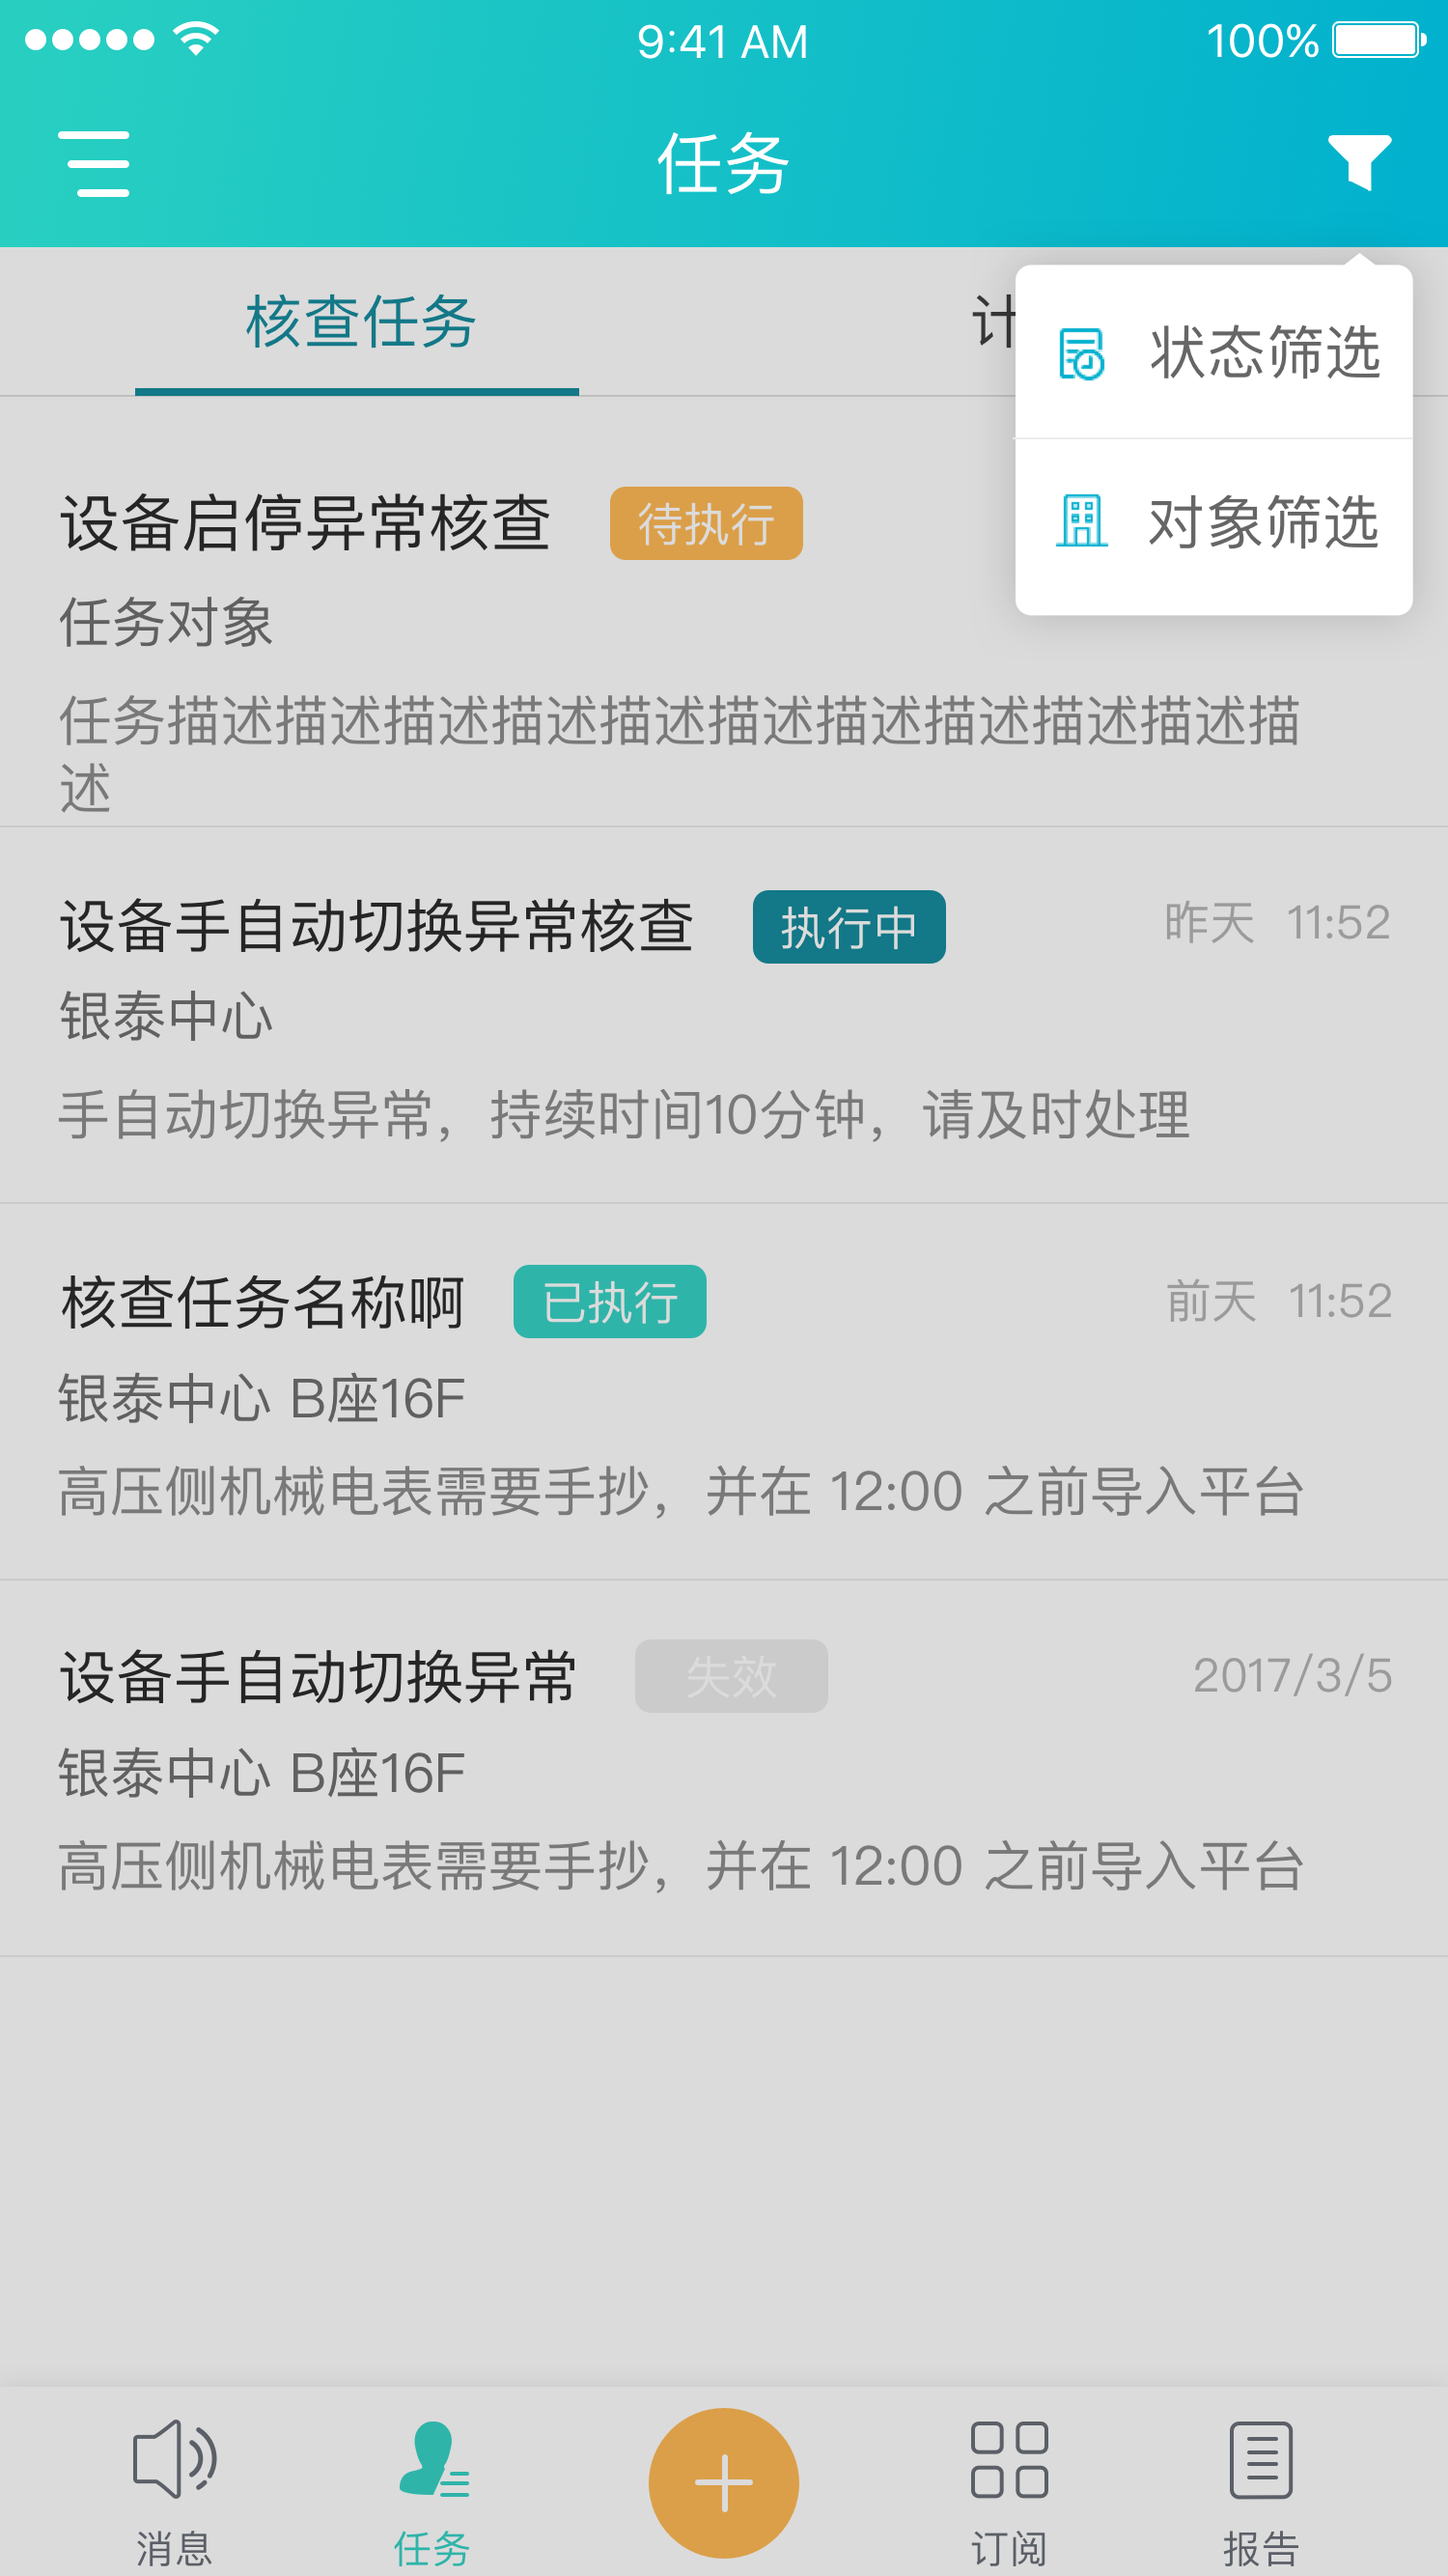 9:41 AM
100%
任务
核查任务
计
状态筛选
对象筛选
设备启停异常核查 待执行
任务对象
任务描述描述描述描述描述描述描述描述描述描述描
述
设备手自动切换异常核查 执行中 昨天 11:52
银泰中心
手自动切换异常，持续时间10分钟，请及时处理
核查任务名称啊 已执行 前天 11:52
银泰中心 B座16F
高压侧机械电表需要手抄，并在 12:00 之前导入平台
设备手自动切换异常 失效 2017/3/5
银泰中心 B座16F
高压侧机械电表需要手抄，并在 12:00 之前导入平台
消息
任务
订阅
报告